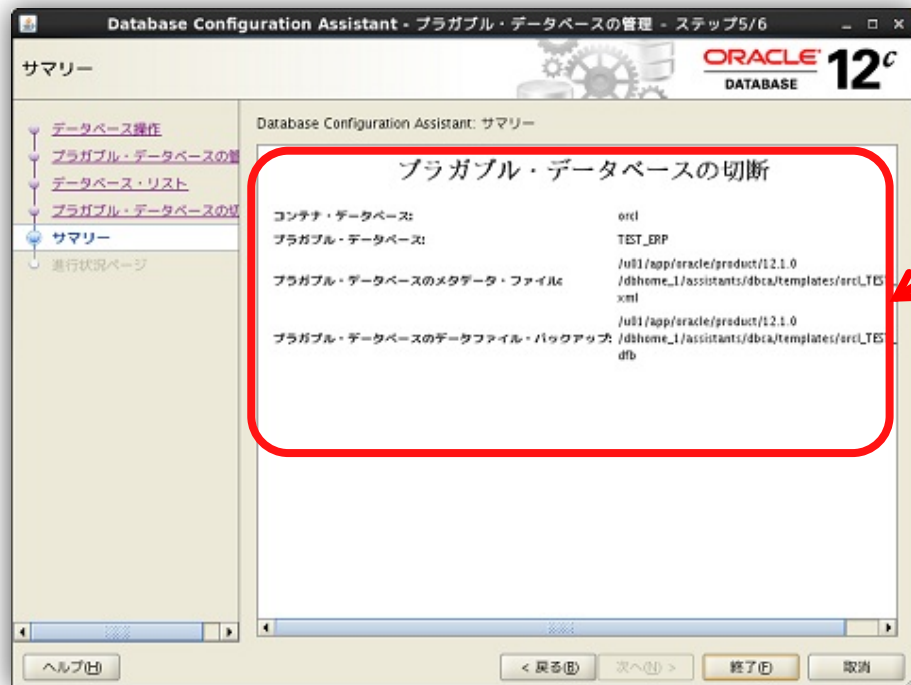 Database Configuration Assistant - プラガブル・データベースの管理 - ステップ5/6
サマリー
ORACLE
DATABASE
12c
データベース操作
プラガブル・データベースの管
データベース・リスト
プラガブル・データベースの切
サマリー
進行状況ページ
Database Configuration Assistant: サマリー
プラガブル・データベースの切断
コンテナ・データベース: orcl
プラガブル・データベース: TEST_ERP
/u01/app/oracle/product/12.1.0
プラガブル・データベースのメタデータ・ファイル: /dbhome_1/assistants/dbca/templates/orcl_TEST_
xml
/u01/app/oracle/product/12.1.0
プラガブル・データベースのデータファイル・バックアップ: /dbhome_1/assistants/dbca/templates/orcl_TEST_
dfb
ヘルプ(H)
< 戻る(B)
次へ(N) >
終了(F)
取消